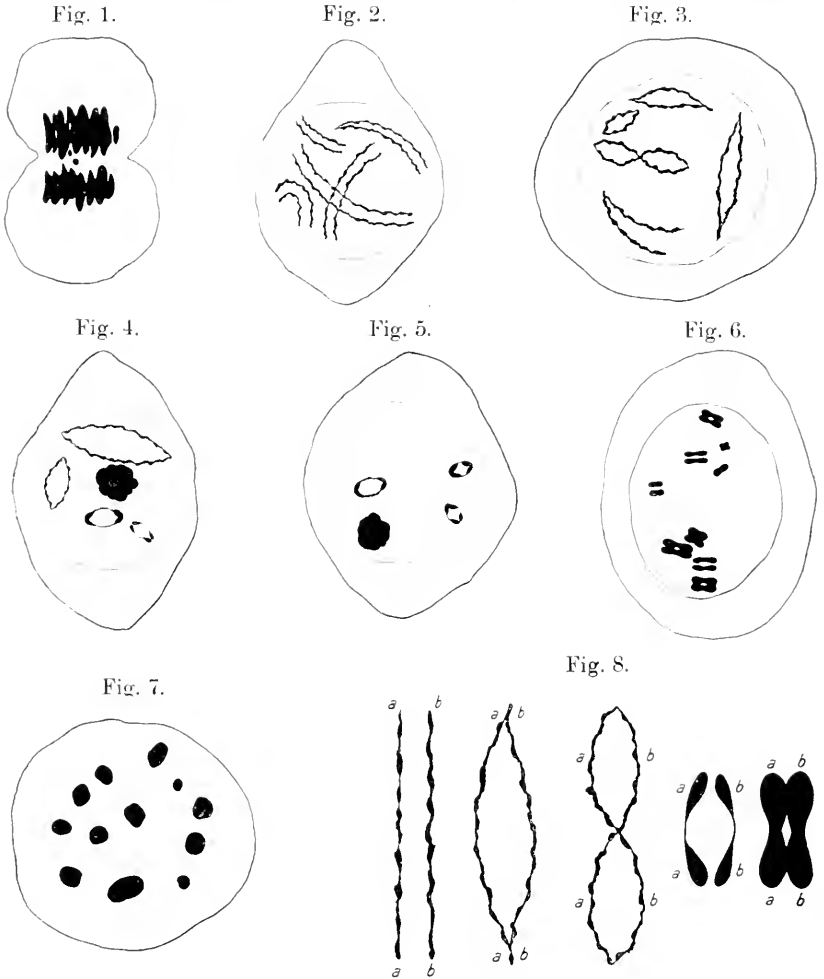 Fig. 1.
Fig. 2.
Fig. 3.
Fig. 4.
Fig. 5.
Fig. 6.
Fig. 7.
Fig. 8.
a b a b
a b a b a b
a b a b
a b
a b